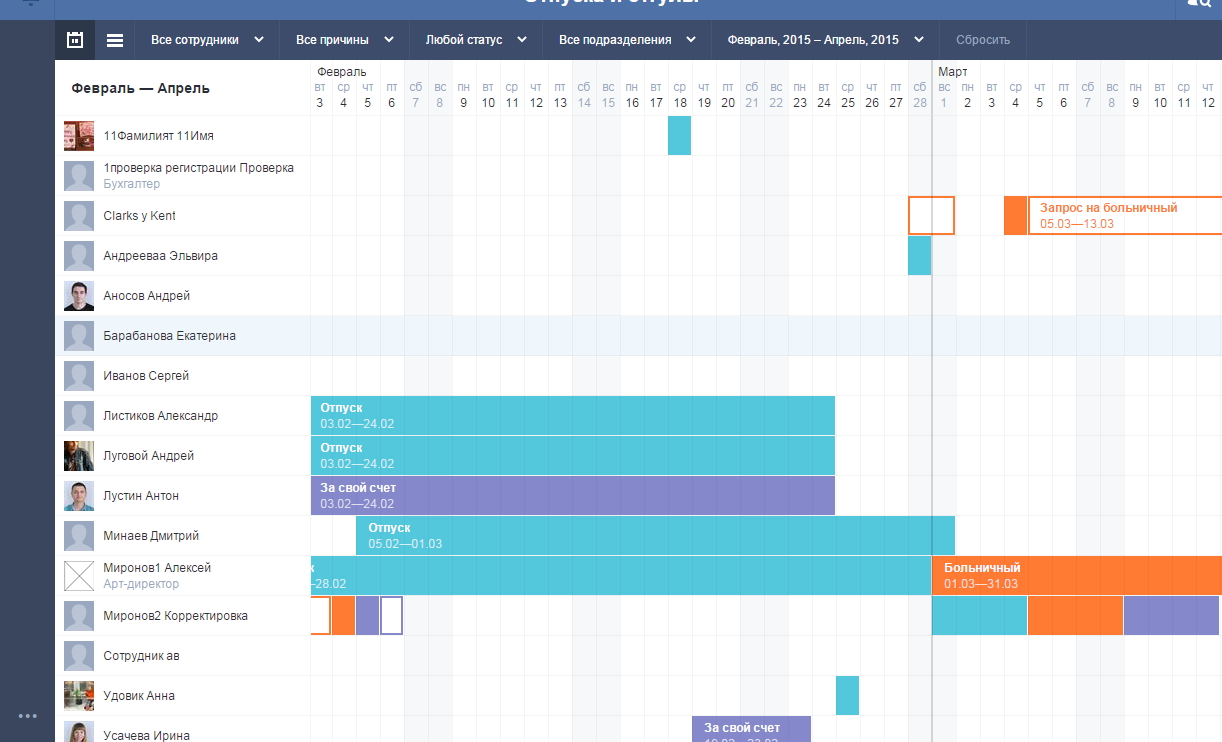 Отпуска и отгулы
Все сотрудники Все причины Любой статус Все подразделения Февраль, 2015 – Апрель, 2015 Сбросить
Февраль Март
Февраль — Апрель
вт ср чт пт сб вс пн вт ср чт пт сб вс пн вт ср чт пт сб вс пн вт ср чт пт сб вс пн вт ср чт пт сб вс пн вт ср чт
3 4 5 6 7 8 9 10 11 12 13 14 15 16 17 18 19 20 21 22 23 24 25 26 27 28 1 2 3 4 5 6 7 8 9 10 11 12
11Фамилият 11Имя
1проверка регистрации Проверка
Бухгалтер
Clarks y Kent
Запрос на больничный
05.03—13.03
Андрееваа Эльвира
Аносов Андрей
Барабанова Екатерина
Иванов Сергей
Листиков Александр
Отпуск
03.02—24.02
Луговой Андрей
Отпуск
03.02—24.02
Лустин Антон
За свой счет
03.02—24.02
Минаев Дмитрий
Отпуск
05.02—01.03
Миронов1 Алексей
Арт-директор
к
—28.02
Больничный
01.03—31.03
Миронов2 Корректировка
Сотрудник ав
Удовик Анна
Усачева Ирина
За свой счет